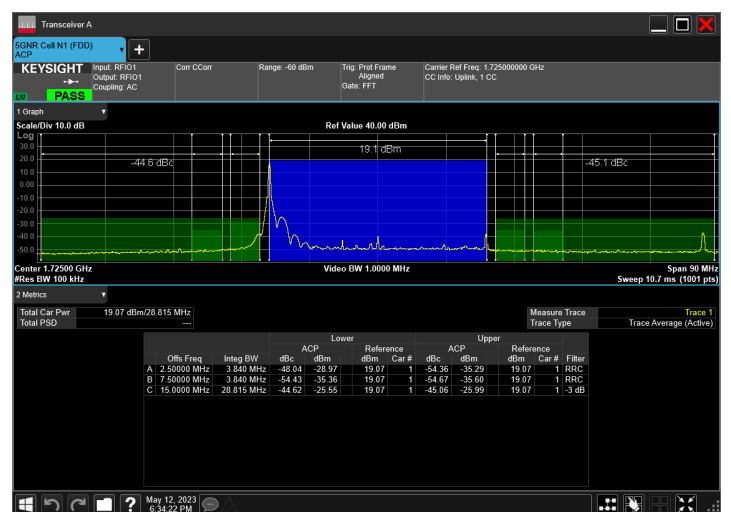 Transceiver A
5GNR Cell N1 (FDD)
ACP
KEYSIGHT
LXI
PASS
Input: RFIO1
Output: RFIO1
Coupling: AC
Corr CCorr
Range: -60 dBm
Trig: Prot Frame
Aligned
Gate: FFT
Carrier Ref Freq: 1.725000000 GHz
CC Info: Uplink, 1 CC
1 Graph
Scale/Div 10.0 dB
Ref Value 40.00 dBm
Log
30.0
20.0
10.0
0.00
-10.0
-20.0
-30.0
-40.0
-50.0
-44.6 dBc
19.1 dBm
-45.1 dBc
Center 1.72500 GHz
Video BW 1.0000 MHz
Span 90 MHz
#Res BW 100 kHz
Sweep 10.7 ms (1001 pts)
2 Metrics
Total Car Pwr 19.07 dBm/28.815 MHz
Total PSD ---
Measure Trace Trace 1
Trace Type Trace Average (Active)
Lower Upper
ACP Reference ACP Reference
Offs Freq Integ BW dBc dBm dBm Car # dBc dBm dBm Car # Filter
A 2.50000 MHz 3.840 MHz -48.04 -28.97 19.07 1 -54.36 -35.29 19.07 1 RRC
B 7.50000 MHz 3.840 MHz -54.43 -35.36 19.07 1 -54.67 -35.60 19.07 1 RRC
C 15.0000 MHz 28.815 MHz -44.62 -25.55 19.07 1 -45.06 -25.99 19.07 1 -3 dB
?
May 12, 2023
6:34:22 PM